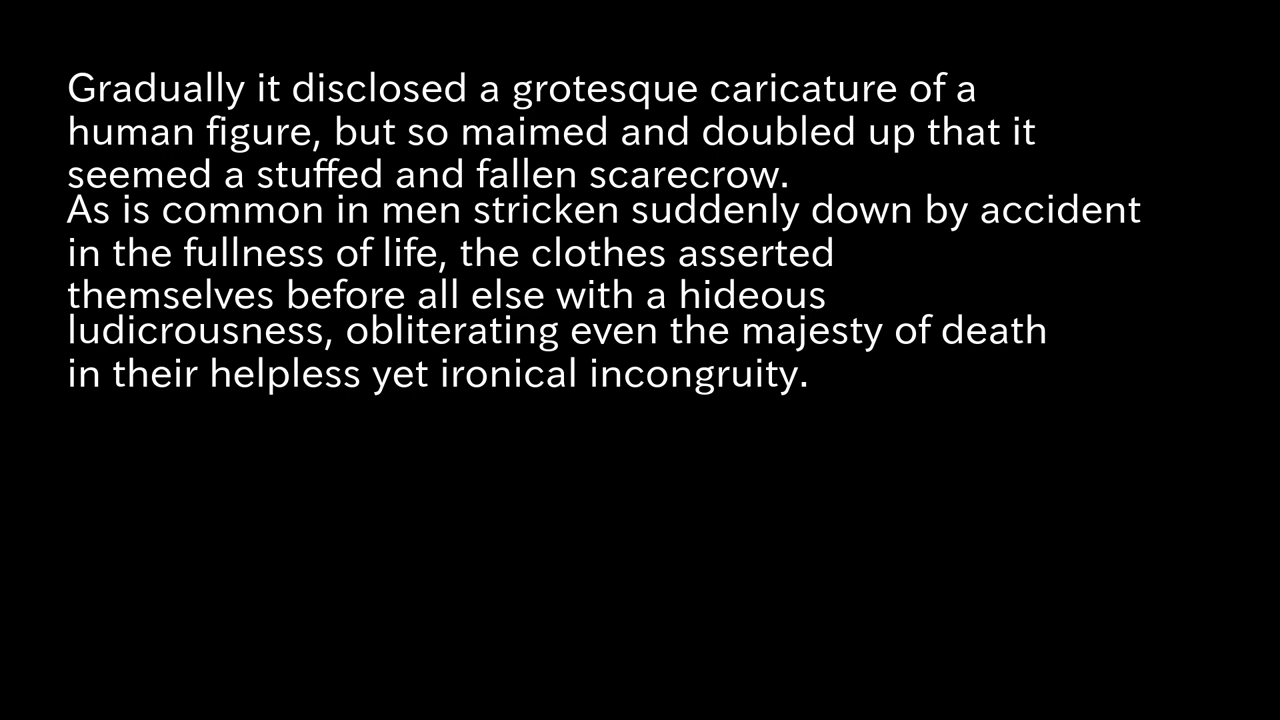 Gradually it disclosed a grotesque caricature of a
human figure, but so maimed and doubled up that it
seemed a stuffed and fallen scarecrow.
As is common in men stricken suddenly down by accident
in the fullness of life, the clothes asserted
themselves before all else with a hideous
ludicrousness, obliterating even the majesty of death
in their helpless yet ironical incongruity.